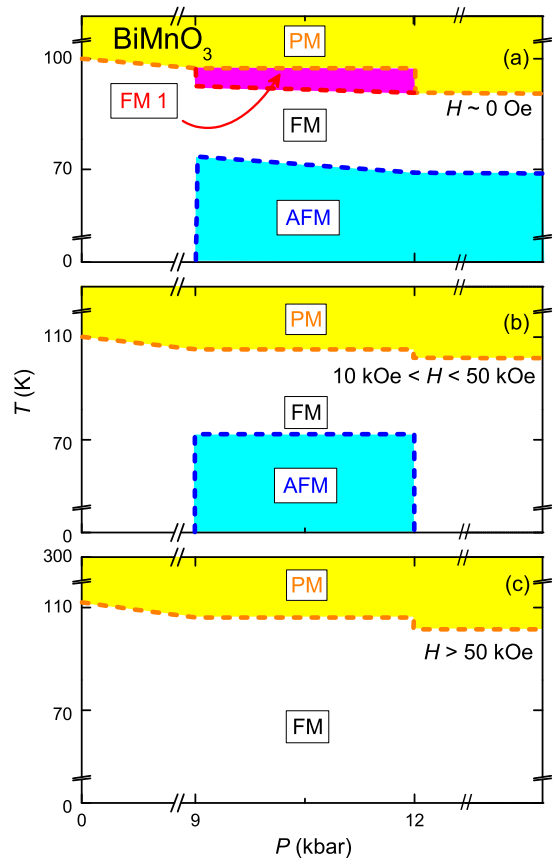 BiMnO3
PM
(a)
100
FM 1
H ~ 0 Oe
FM
70
AFM
0
PM
(b)
110
10 kOe < H < 50 kOe
FM
70
AFM
0
T (K)
300
PM
(c)
110
H > 50 kOe
70
FM
0
0
9
12
P (kbar)